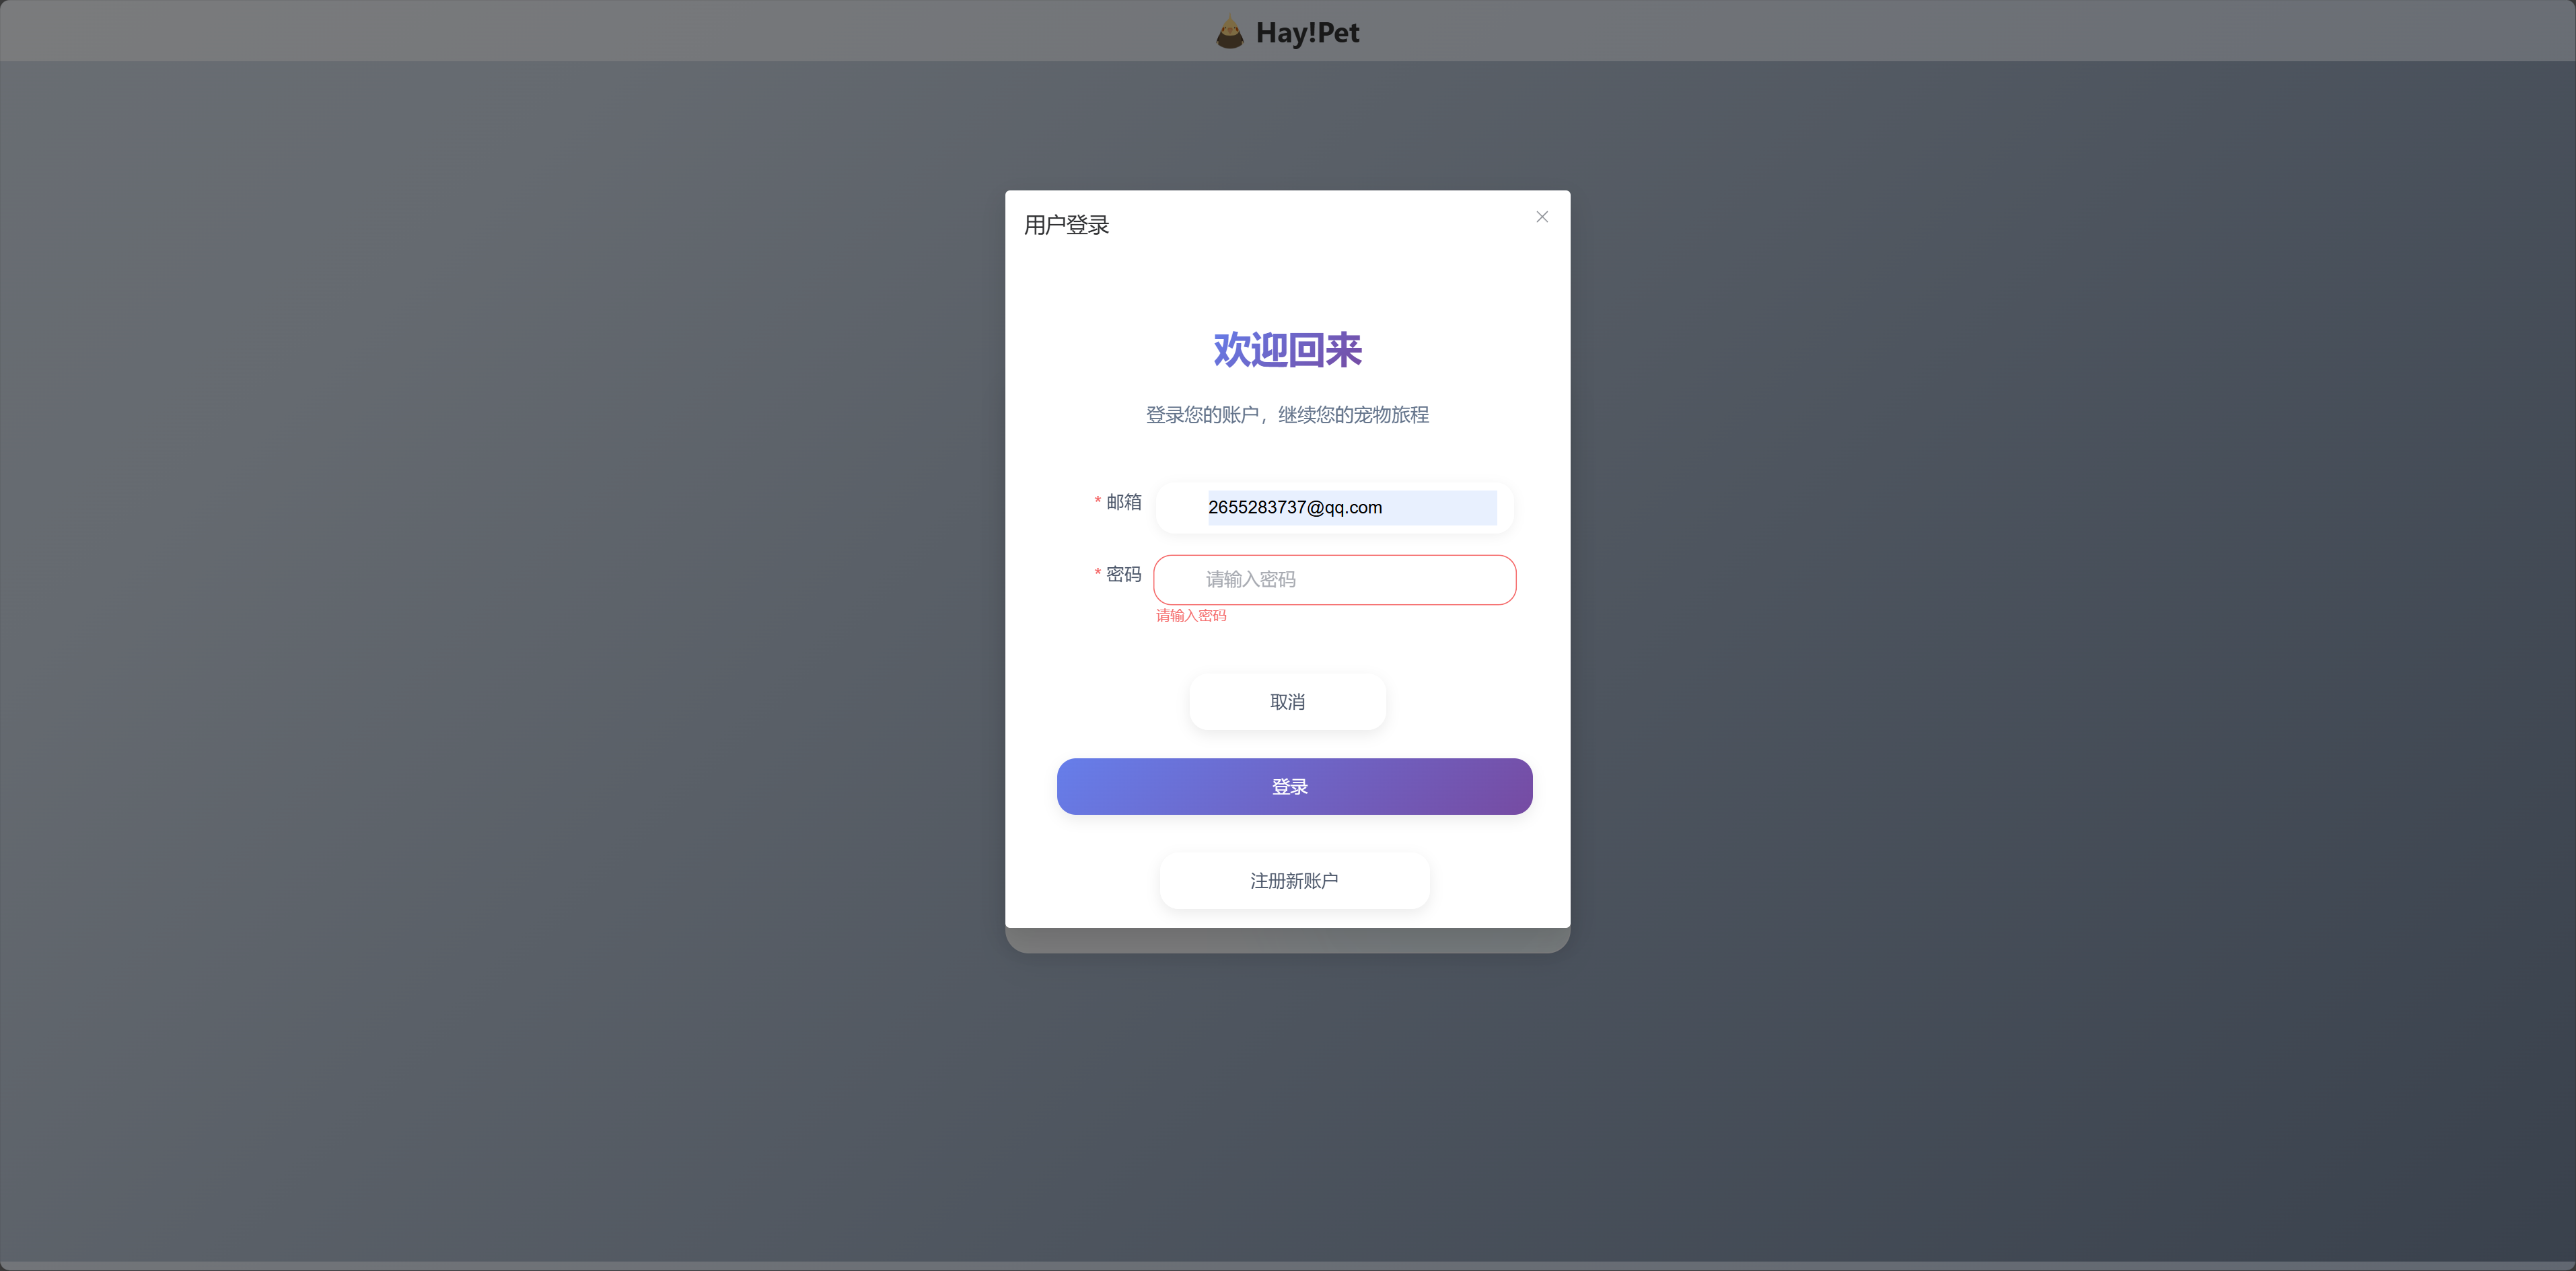 Hay!Pet
用户登录
欢迎回来
登录您的账户，继续您的宠物旅程
* 邮箱
2655283737@qq.com
* 密码
请输入密码
请输入密码
取消
登录
注册新账户